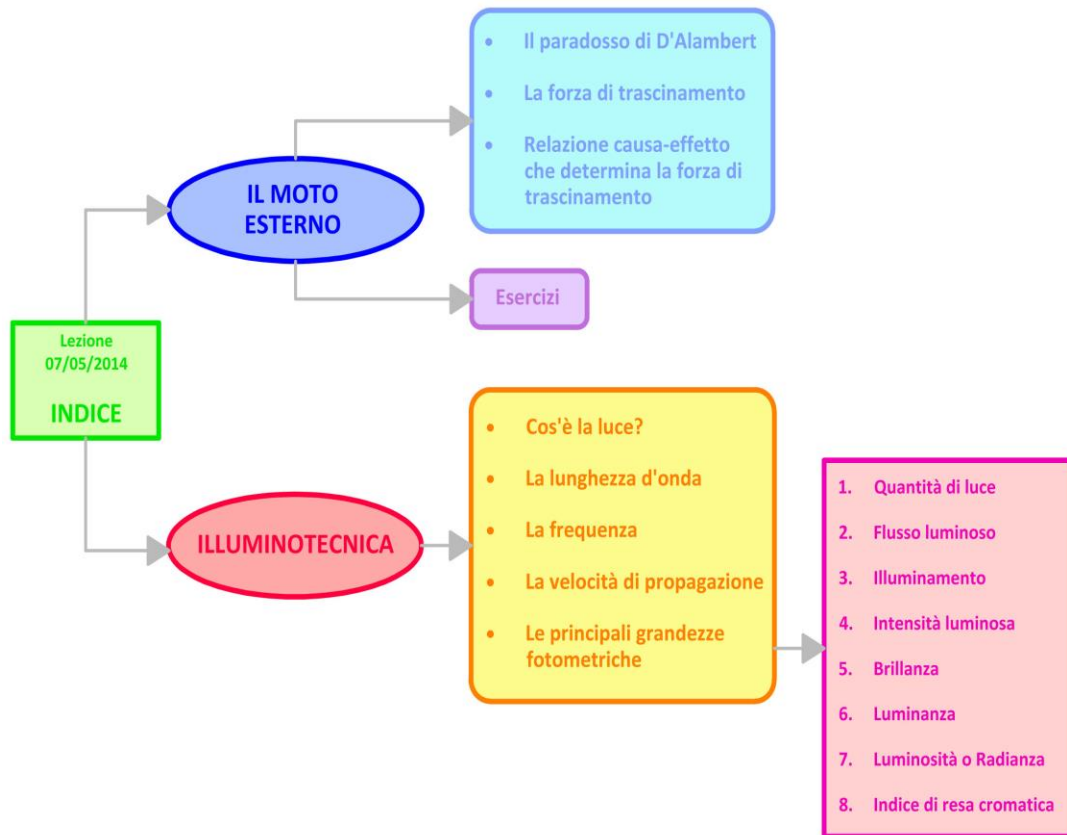 Lezione
07/05/2014
INDICE
IL MOTO
ESTERNO
• Il paradosso di D'Alambert
• La forza di trascinamento
• Relazione causa-effetto
che determina la forza di
trascinamento
Esercizi
ILLUMINOTECNICA
• Cos'è la luce?
• La lunghezza d'onda
• La frequenza
• La velocità di propagazione
• Le principali grandezze
fotometriche
1. Quantità di luce
2. Flusso luminoso
3. Illuminamento
4. Intensità luminosa
5. Brillanza
6. Luminanza
7. Luminosità o Radianza
8. Indice di resa cromatica